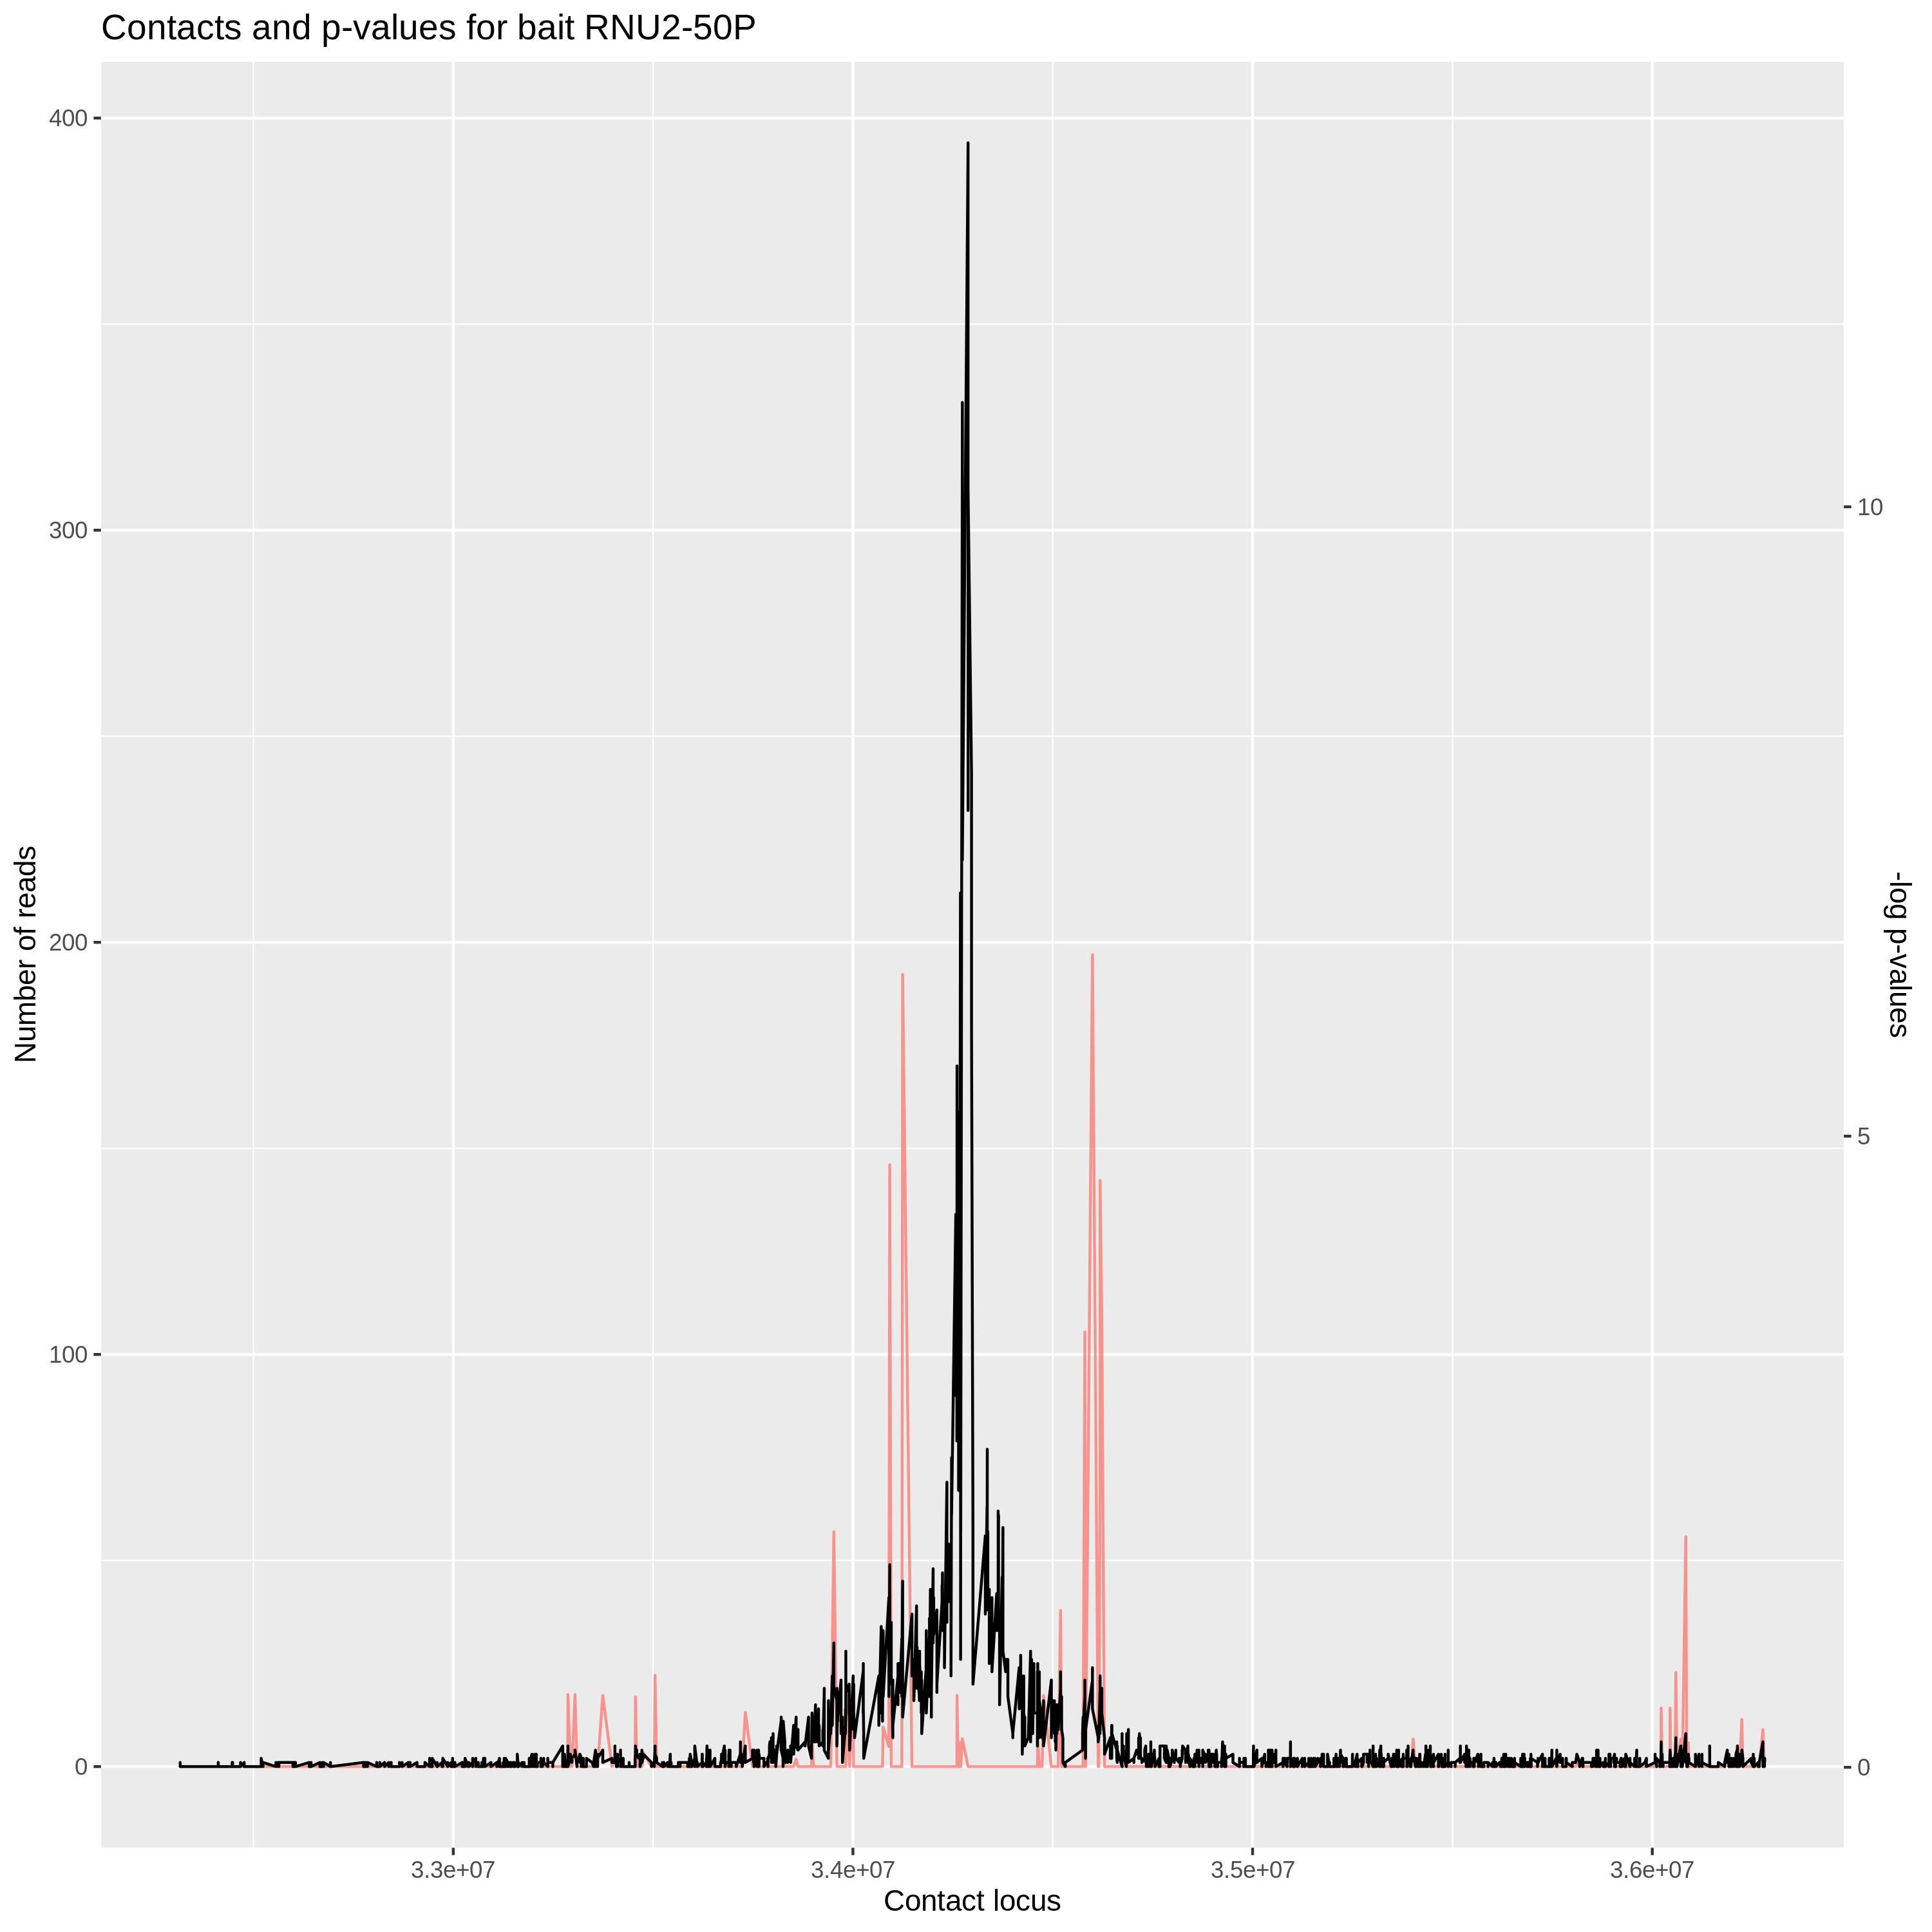 Contacts and p-values for bait RNU2-50P
400
300
200
100
0
Number of reads
10
5
0
-log p-values
3.3e+07
3.4e+07
3.5e+07
3.6e+07
Contact locus